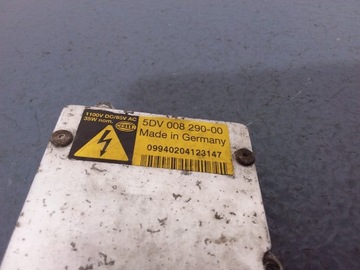 1100V DC/85V AC
35W nom.
HELLA
5DV 008 290-00
Made in Germany
09940204123147